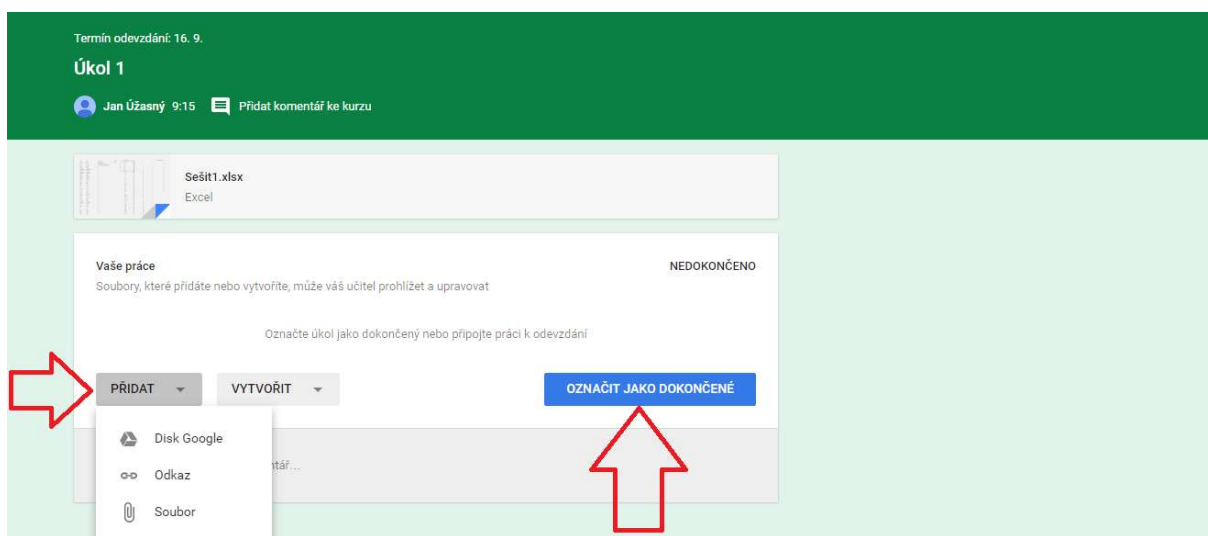 Termín odevzdání: 16. 9.
Úkol 1
Jan Úžasný 9:15 Přidat komentář ke kurzu
Sešit1.xlsx
Excel
Vaše práce NEDOKONČENO
Soubory, které přidáte nebo vytvoříte, může váš učitel prohlížet a upravovat
Označte úkol jako dokončený nebo připojte práci k odevzdání
PŘIDAT VYTVOŘIT OZNAČIT JAKO DOKONČENÉ
Disk Google
Odkaz
Soubor